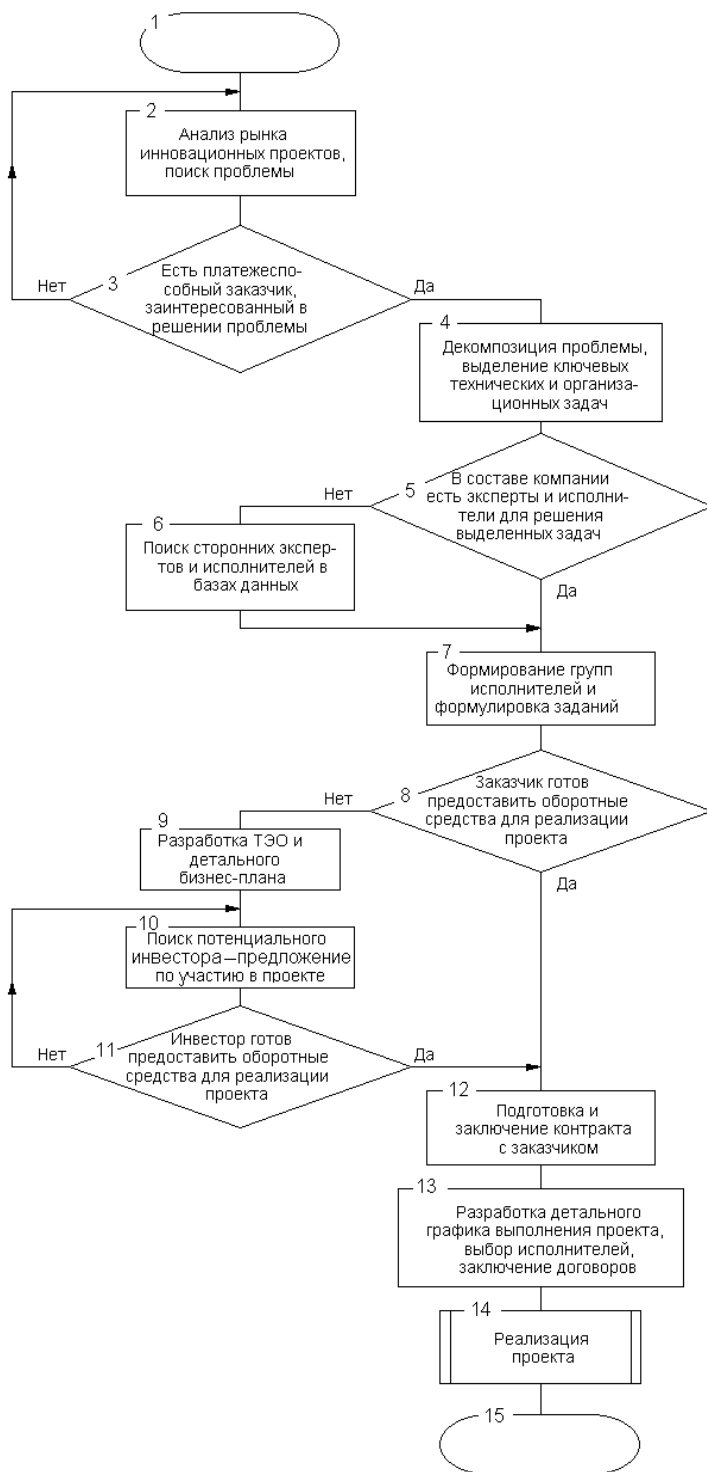 1
2
Анализ рынка
инновационных проектов,
поиск проблемы
Нет
3
Есть платежеспо-
собный заказчик,
заинтересованный в
решении проблемы
Да
4
Декомпозиция проблемы,
выделение ключевых
технических и организа-
ционных задач
Нет
5
В составе компании
есть эксперты и исполни-
тели для решения
выделенных задач
6
Поиск сторонних экспер-
тов и исполнителей в
базах данных
Да
7
Формирование групп
исполнителей и
формулировка заданий
Нет
8
Заказчик готов
предоставить оборотные
средства для реализации
проекта
9
Разработка ТЭО и
детального
бизнес-плана
Да
10
Поиск потенциального
инвестора—предложение
по участию в проекте
Нет
11
Инвестор готов
предоставить оборотные
средства для реализации
проекта
Да
12
Подготовка и
заключение контракта
с заказчиком
13
Разработка детального
графика выполнения проекта,
выбор исполнителей,
заключение договоров
14
Реализация
проекта
15